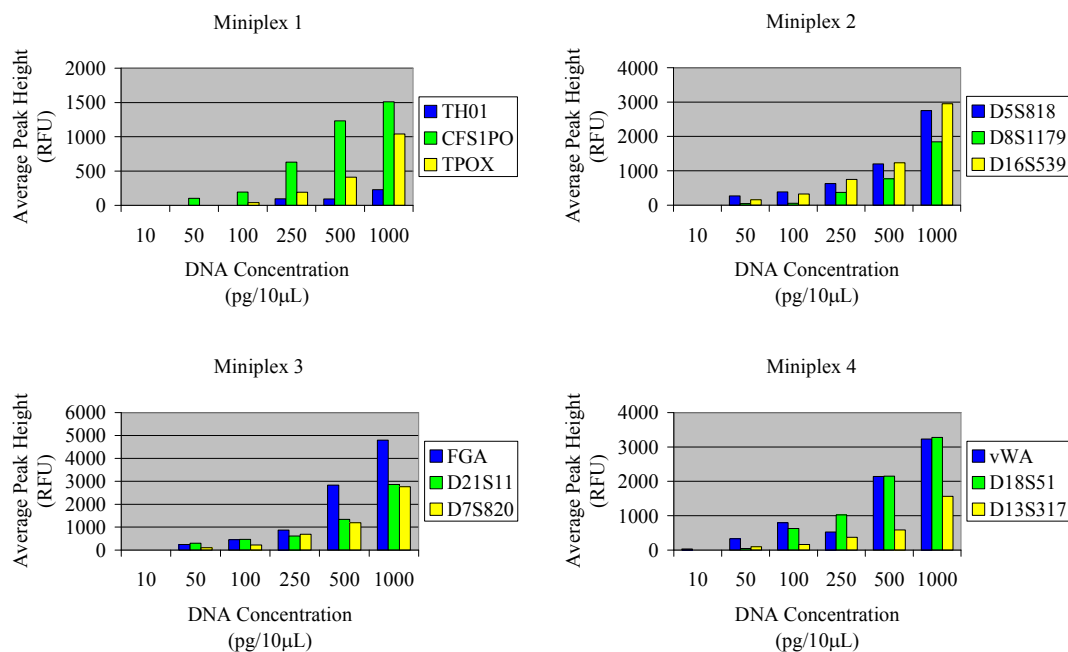 Miniplex 1
Average Peak Height
(RFU)
2000
1500
1000
500
0
10 50 100 250 500 1000
DNA Concentration
(pg/10µL)
TH01
CFS1PO
TPOX
Miniplex 2
Average Peak Height
(RFU)
4000
3000
2000
1000
0
10 50 100 250 500 1000
DNA Concentration
(pg/10µL)
D5S818
D8S1179
D16S539
Miniplex 3
Average Peak Height
(RFU)
6000
5000
4000
3000
2000
1000
0
10 50 100 250 500 1000
DNA Concentration
(pg/10µL)
FGA
D21S11
D7S820
Miniplex 4
Average Peak Height
(RFU)
4000
3000
2000
1000
0
10 50 100 250 500 1000
DNA Concentration
(pg/10µL)
vWA
D18S51
D13S317